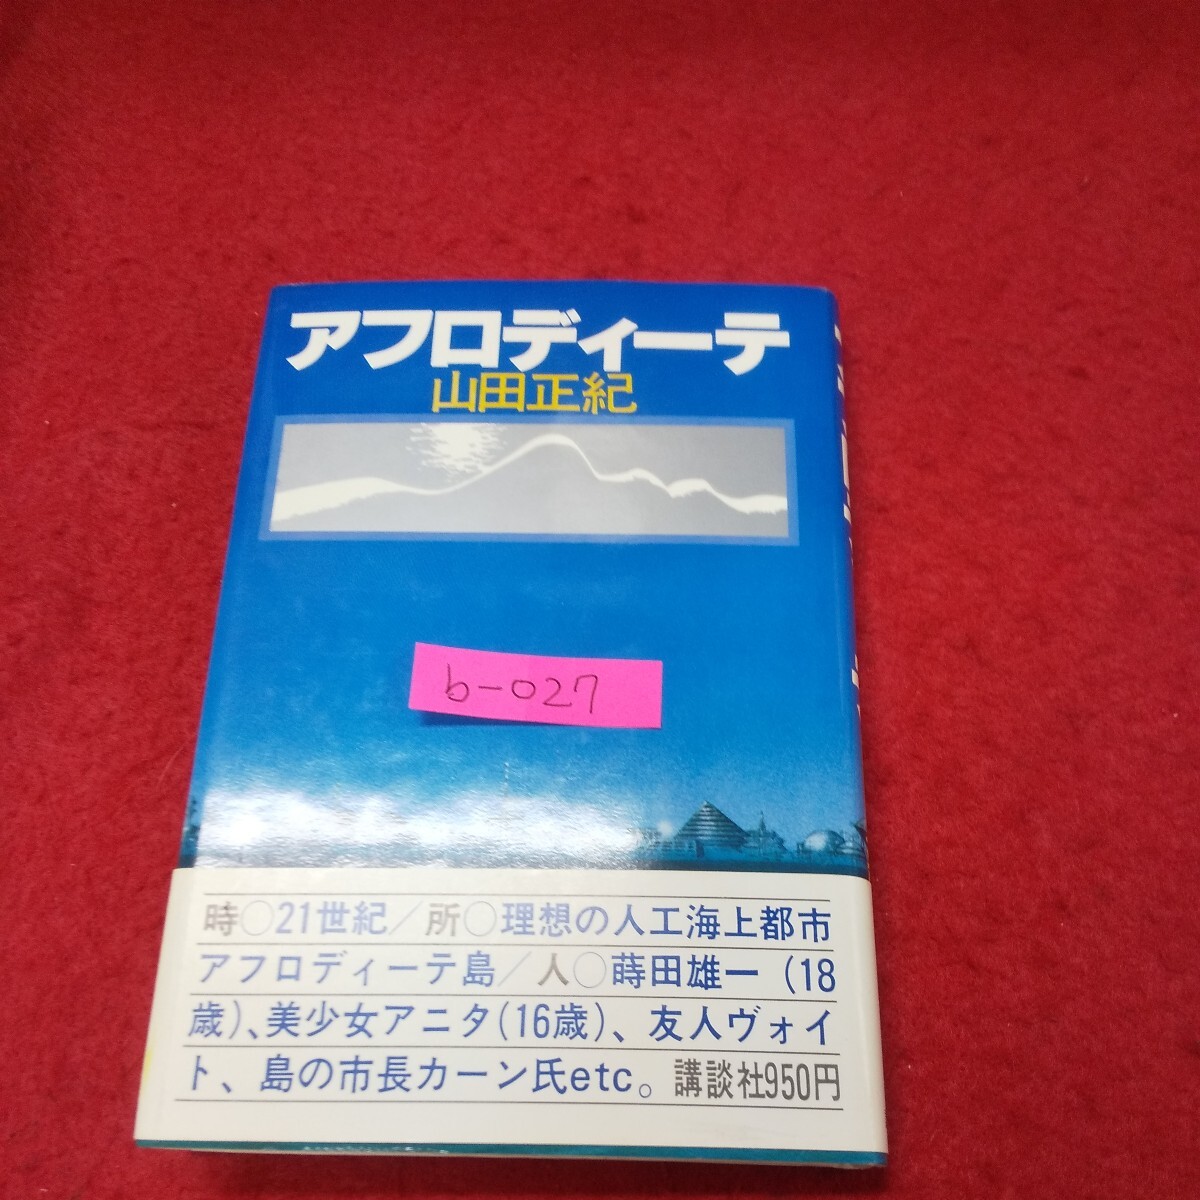 アフロディーテ
山田正紀
b-027
時○21世紀／所○理想の人工海上都市
アフロディーテ島／人○蒔田雄一（18
歳）、美少女アニタ（16歳）、友人ヴォイ
ト、島の市長カーン氏etc。講談社950円